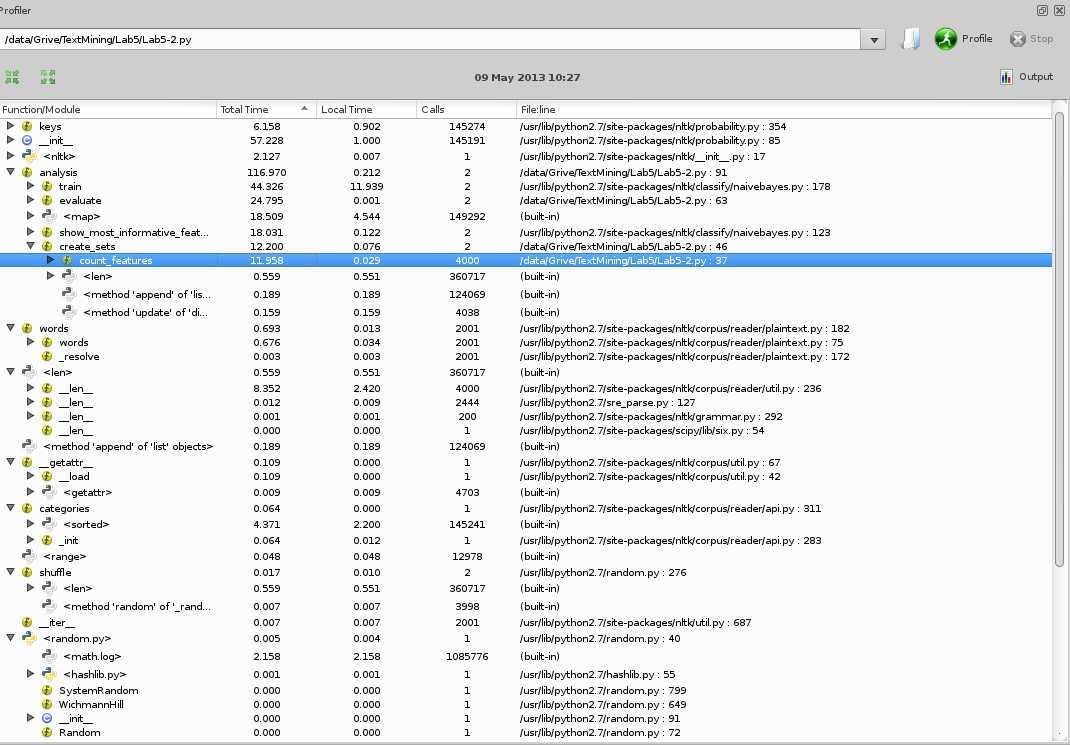 Profiler
/data/Grive/TextMining/Lab5/Lab5-2.py Profile Stop
09 May 2013 10:27 Output
Function/Module Total Time Local Time Calls File:line
keys 6.158 0.902 145274 /usr/lib/python2.7/site-packages/nltk/probability.py : 354
__init__ 57.228 1.000 145191 /usr/lib/python2.7/site-packages/nltk/probability.py : 85
<nltk> 2.127 0.007 1 /usr/lib/python2.7/site-packages/nltk/__init__.py : 17
analysis 116.970 0.212 2 /data/Grive/TextMining/Lab5/Lab5-2.py : 91
train 44.326 11.939 2 /usr/lib/python2.7/site-packages/nltk/classify/naivebayes.py : 178
evaluate 24.795 0.001 2 /data/Grive/TextMining/Lab5/Lab5-2.py : 63
<map> 18.509 4.544 149292 (built-in)
show_most_informative_feat... 18.031 0.122 2 /usr/lib/python2.7/site-packages/nltk/classify/naivebayes.py : 123
create_sets 12.200 0.076 2 /data/Grive/TextMining/Lab5/Lab5-2.py : 46
count_features 11.958 0.029 4000 /data/Grive/TextMining/Lab5/Lab5-2.py : 37
<len> 0.559 0.551 360717 (built-in)
<method 'append' of 'lis... 0.189 0.189 124069 (built-in)
<method 'update' of 'di... 0.159 0.159 4038 (built-in)
words 0.693 0.013 2001 /usr/lib/python2.7/site-packages/nltk/corpus/reader/plaintext.py : 182
words 0.676 0.034 2001 /usr/lib/python2.7/site-packages/nltk/corpus/reader/plaintext.py : 75
_resolve 0.003 0.003 2001 /usr/lib/python2.7/site-packages/nltk/corpus/reader/plaintext.py : 172
<len> 0.559 0.551 360717 (built-in)
__len__ 8.352 2.420 4000 /usr/lib/python2.7/site-packages/nltk/corpus/reader/util.py : 236
__len__ 0.012 0.009 2444 /usr/lib/python2.7/sre_parse.py : 127
__len__ 0.001 0.001 200 /usr/lib/python2.7/site-packages/nltk/grammar.py : 292
__len__ 0.000 0.000 1 /usr/lib/python2.7/site-packages/scipy/lib/six.py : 54
<method 'append' of 'list' objects> 0.189 0.189 124069 (built-in)
__getattr__ 0.109 0.000 1 /usr/lib/python2.7/site-packages/nltk/corpus/util.py : 67
__load 0.109 0.000 1 /usr/lib/python2.7/site-packages/nltk/corpus/util.py : 42
<getattr> 0.009 0.009 4703 (built-in)
categories 0.064 0.000 1 /usr/lib/python2.7/site-packages/nltk/corpus/reader/api.py : 311
<sorted> 4.371 2.200 145241 (built-in)
_init 0.064 0.012 1 /usr/lib/python2.7/site-packages/nltk/corpus/reader/api.py : 283
<range> 0.048 0.048 12978 (built-in)
shuffle 0.017 0.010 2 /usr/lib/python2.7/random.py : 276
<len> 0.559 0.551 360717 (built-in)
<method 'random' of '_rand... 0.007 0.007 3998 (built-in)
__iter__ 0.007 0.007 2001 /usr/lib/python2.7/site-packages/nltk/util.py : 687
<random.py> 0.005 0.004 1 /usr/lib/python2.7/random.py : 40
<math.log> 2.158 2.158 1085776 (built-in)
<hashlib.py> 0.001 0.001 1 /usr/lib/python2.7/hashlib.py : 55
SystemRandom 0.000 0.000 1 /usr/lib/python2.7/random.py : 799
WichmannHill 0.000 0.000 1 /usr/lib/python2.7/random.py : 649
__init__ 0.000 0.000 1 /usr/lib/python2.7/random.py : 91
Random 0.000 0.000 1 /usr/lib/python2.7/random.py : 72